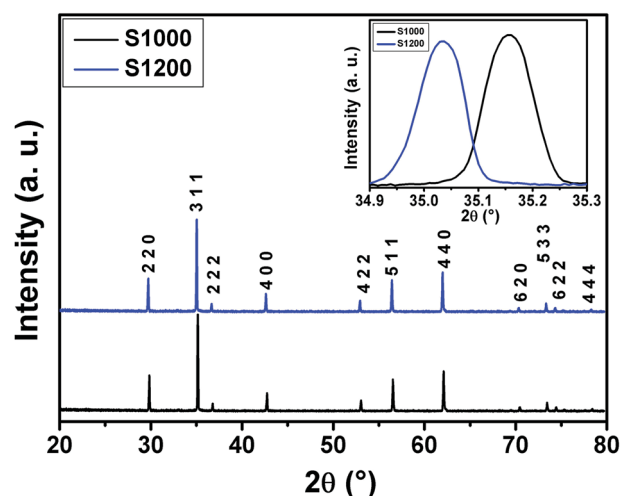 S1000
S1200
S1000
S1200
Intensity (a. u.)
34.9 35.0 35.1 35.2 35.3
2θ (°)
Intensity (a. u.)
2 2 0
3 1 1
2 2 2
4 0 0
4 2 2
5 1 1
4 4 0
6 2 0
5 3 3
6 2 2
4 4 4
20 30 40 50 60 70 80
2θ (°)